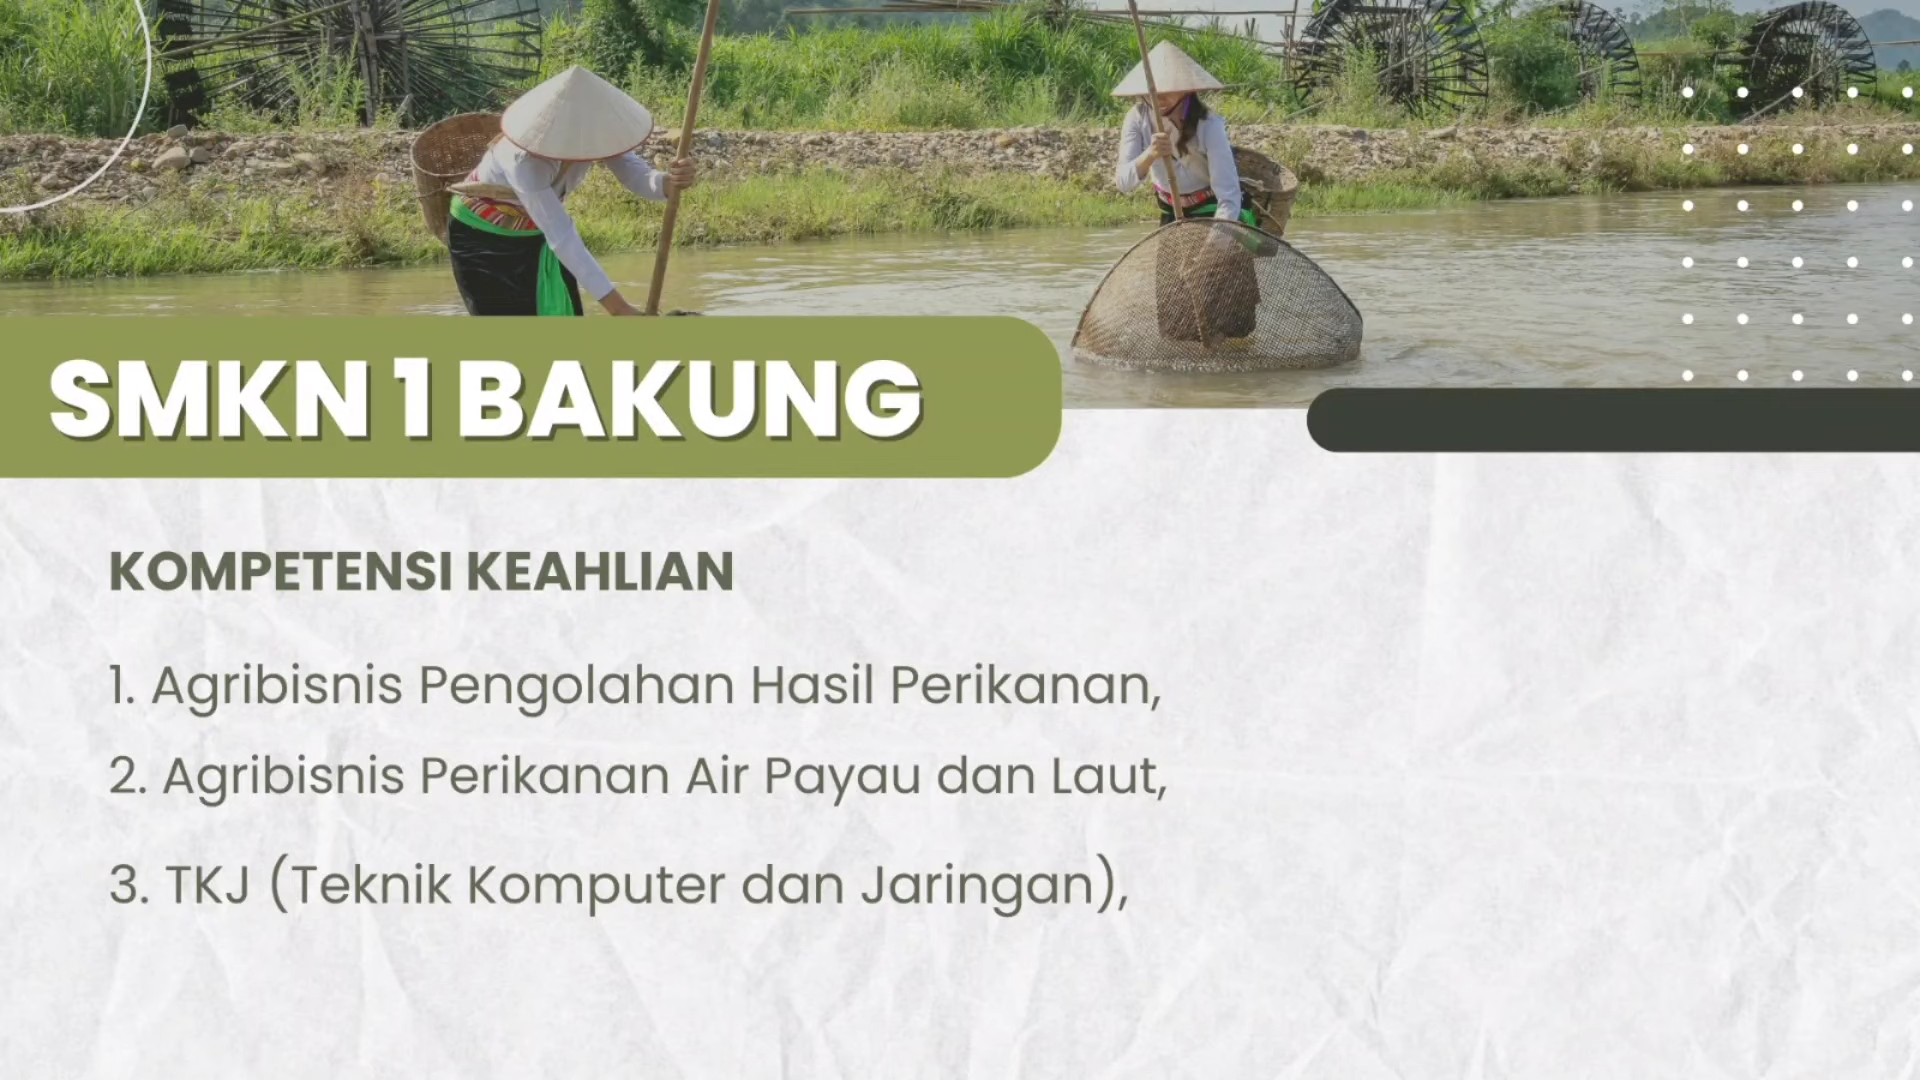 SMKN 1 BAKUNG
KOMPETENSI KEAHLIAN
1. Agribisnis Pengolahan Hasil Perikanan,
2. Agribisnis Perikanan Air Payau dan Laut,
3. TKJ (Teknik Komputer dan Jaringan),